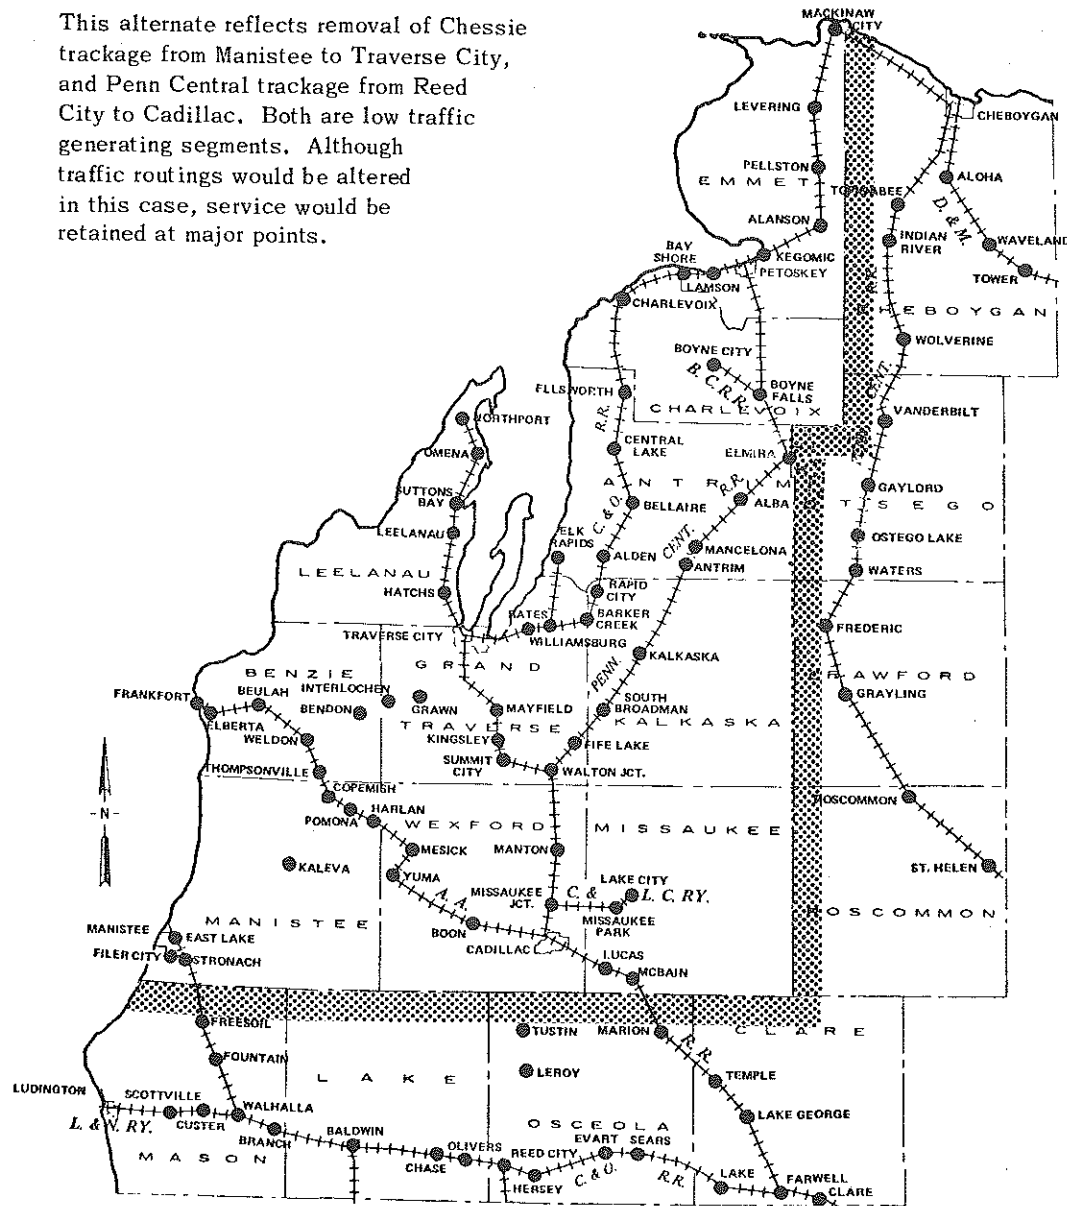 This alternate reflects removal of Chessie
trackage from Manistee to Traverse City,
and Penn Central trackage from Reed
City to Cadillac. Both are low traffic
generating segments. Although
traffic routings would be altered
in this case, service would be
retained at major points.
MACKINAW
CITY
LEVERING
CHEBOYGAN
PELLSTON
EMMET
ALOHA
D. & M.
ALANSON
INDIAN
RIVER
WAVELAND
TOWER
BAY
SHORE
KEGOMIC
PETOSKEY
LAMSON
CHARLEVOIX
R.R.
HEBOYGAN
WOLVERINE
BOYNE CITY
B. C. R.R.
BOYNE
FALLS
CENT.
ELLSWORTH
CHARLEVOIX
VANDERBILT
NORTHPORT
R.R.
OMENA
CENTRAL
LAKE
ELMIRA
ANTRIM
R.R.
GAYLORD
SUTTONS
BAY
C. & O.
BELLAIRE
ALBA
TSEGO
LEELANAU
ELK
RAPIDS
ALDEN
CENT.
MANCELONA
ANTRIM
OSTEGO LAKE
WATERS
LEELANAU
HATCHS
RAPID
CITY
BATES
BARKER
CREEK
TRAVERSE CITY
WILLIAMSBURG
FREDERIC
KALKASKA
BENZIE
GRAND
PENN.
RAWFORD
FRANKFORT
BEULAH
INTERLOCHEN
BENDON
GRAWN
MAYFIELD
SOUTH
BROADMAN
GRAYLING
ELBERTA
WELDON
TRAVERSE
KALKASKA
KINGSLEY
FIFE LAKE
SUMMIT
CITY
WALTON JCT.
THOMPSONVILLE
COPEMISH
HARLAN
POMONA
ROSCOMMON
-N-
WEXFORD
MISSAUKEE
MESICK
MANTON
KALEVA
YUMA
ST. HELEN
A. A.
MISSAUKEE
JCT.
C. &
LAKE CITY
L. C. RY.
MISSAUKEE
PARK
MANISTEE
BOON
ROSCOMMON
MANISTEE
EAST LAKE
CADILLAC
FILER CITY
STRONACH
LUCAS
MCBAIN
FREESOIL
TUSTIN
MARION
CLARE
R. R.
FOUNTAIN
LAKE
LEROY
TEMPLE
LUDINGTON
SCOTTVILLE
WALHALLA
L. & N. RY.
CUSTER
BRANCH
BALDWIN
OSCEOLA
LAKE GEORGE
MASON
OLIVERS
CHASE
REED CITY
EVART
SEARS
HERSEY
C. & O.
R.R.
LAKE
FARWELL
CLARE